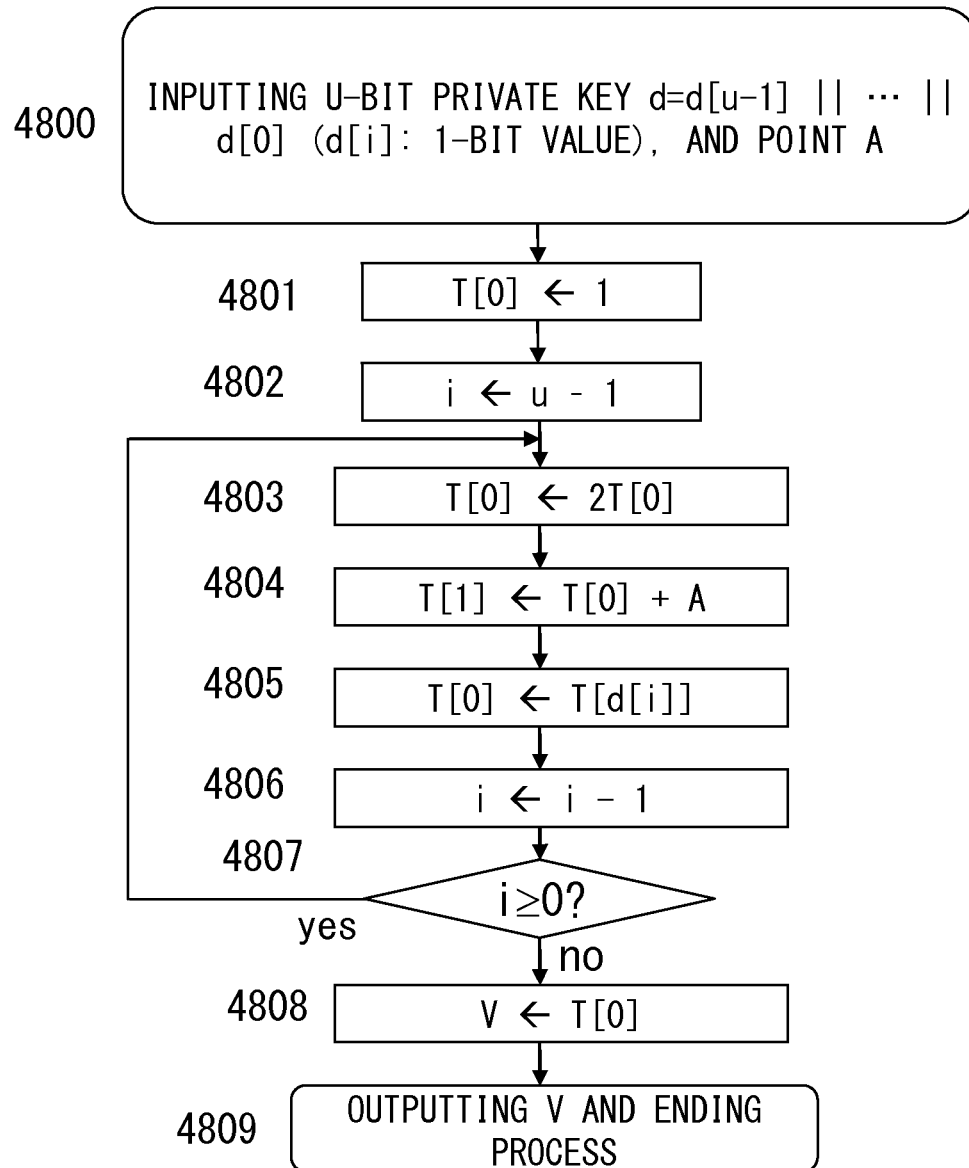 4800
INPUTTING U-BIT PRIVATE KEY d=d[u-1] || ··· ||
d[0] (d[i]: 1-BIT VALUE), AND POINT A
4801
T[0] ← 1
4802
i ← u - 1
4803
T[0] ← 2T[0]
4804
T[1] ← T[0] + A
4805
T[0] ← T[d[i]]
4806
i ← i - 1
4807
i≥0?
yes
no
4808
V ← T[0]
4809
OUTPUTTING V AND ENDING
PROCESS